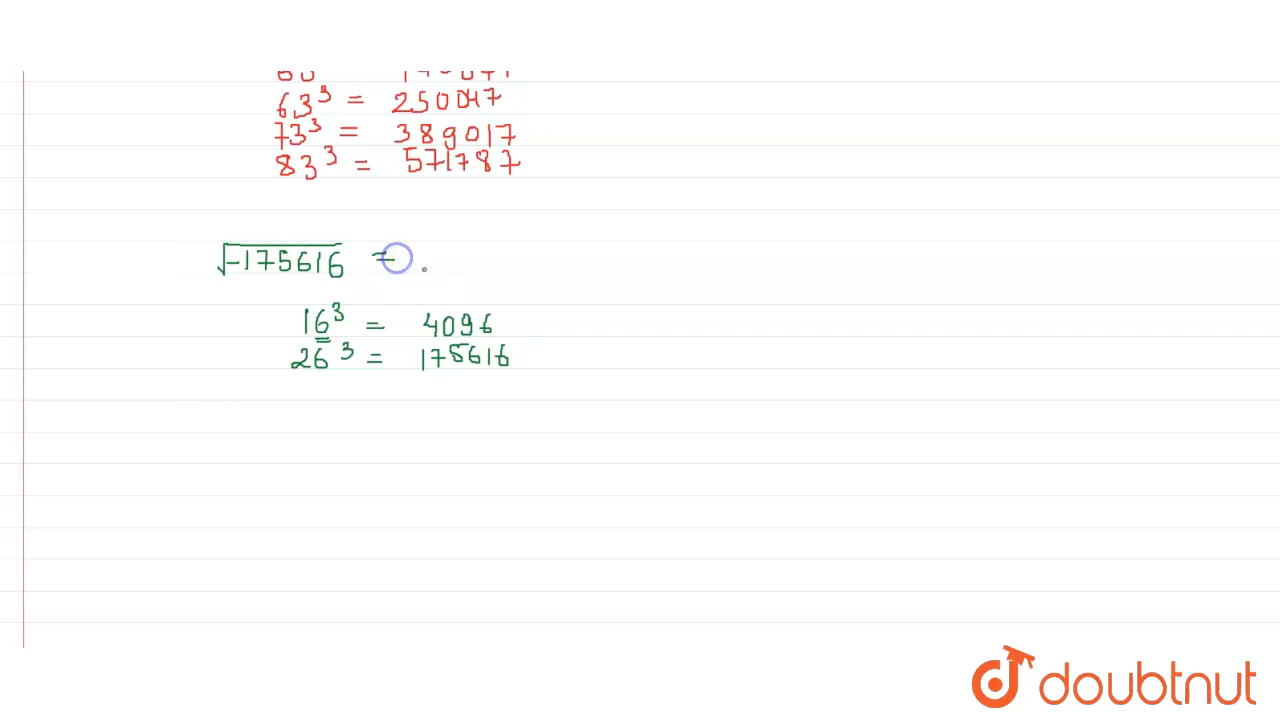 63³ = 250047
73³ = 389017
83³ = 571787
√-175616 = .
16³ = 4096
26³ = 175616
doubtnut